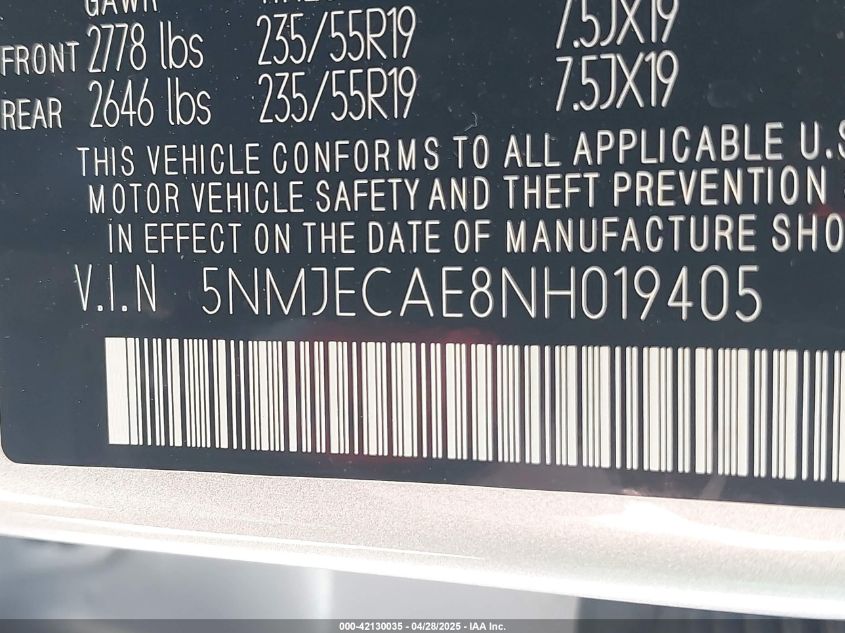 GAWR
FRONT 2778 lbs 235/55R19 7.5JX19
REAR 2646 lbs 235/55R19 7.5JX19
THIS VEHICLE CONFORMS TO ALL APPLICABLE U.S
MOTOR VEHICLE SAFETY AND THEFT PREVENTION
IN EFFECT ON THE DATE OF MANUFACTURE SHO
V.I.N 5NMJECAE8NH019405
000-42130035 - 04/28/2025 - IAA Inc.